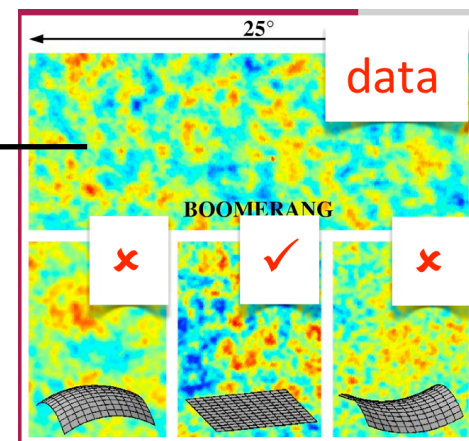 25°
data
BOOMERANG
✘ ✓ ✘